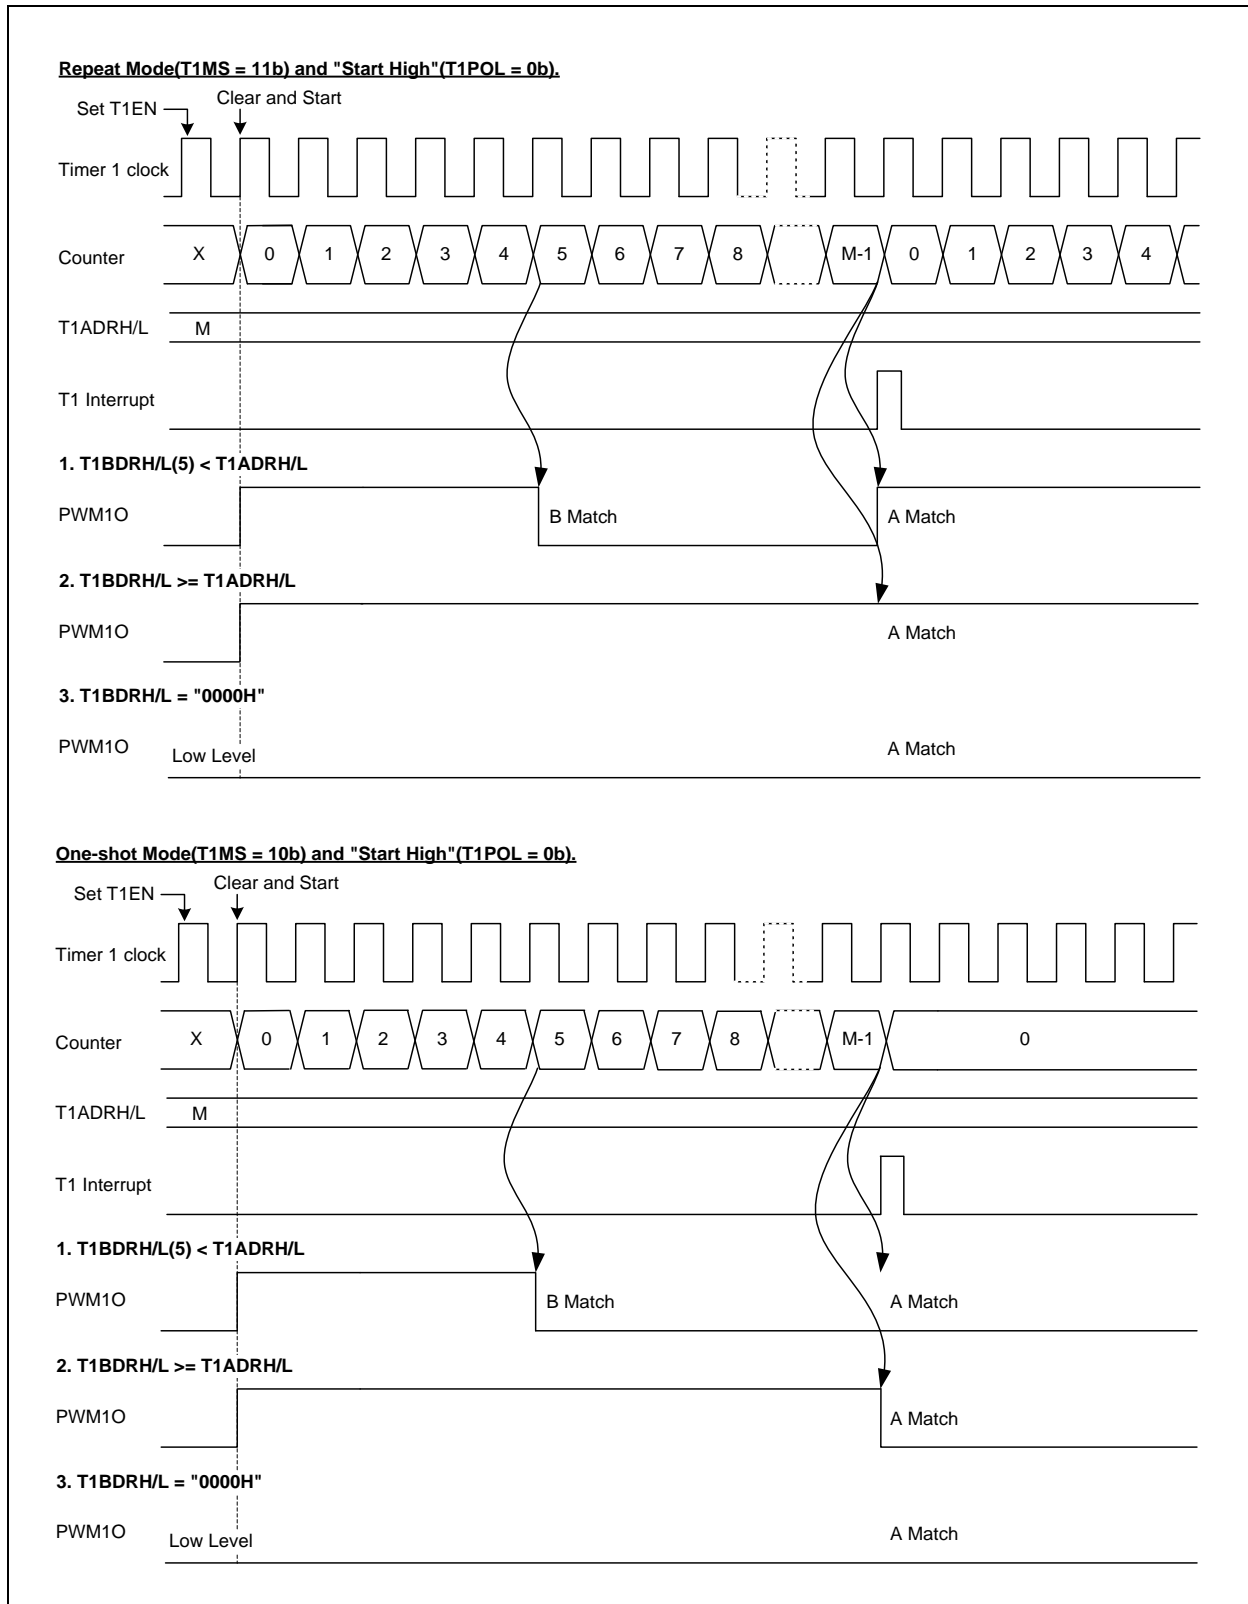 Repeat Mode(T1MS = 11b) and "Start High"(T1POL = 0b).
Set T1EN
Clear and Start
Timer 1 clock
Counter X 0 1 2 3 4 5 6 7 8 M-1 0 1 2 3 4
T1ADRH/L M
T1 Interrupt
1. T1BDRH/L(5) < T1ADRH/L
PWM1O B Match A Match
2. T1BDRH/L >= T1ADRH/L
PWM1O A Match
3. T1BDRH/L = "0000H"
PWM1O Low Level A Match
One-shot Mode(T1MS = 10b) and "Start High"(T1POL = 0b).
Set T1EN
Clear and Start
Timer 1 clock
Counter X 0 1 2 3 4 5 6 7 8 M-1 0
T1ADRH/L M
T1 Interrupt
1. T1BDRH/L(5) < T1ADRH/L
PWM1O B Match A Match
2. T1BDRH/L >= T1ADRH/L
PWM1O A Match
3. T1BDRH/L = "0000H"
PWM1O Low Level A Match